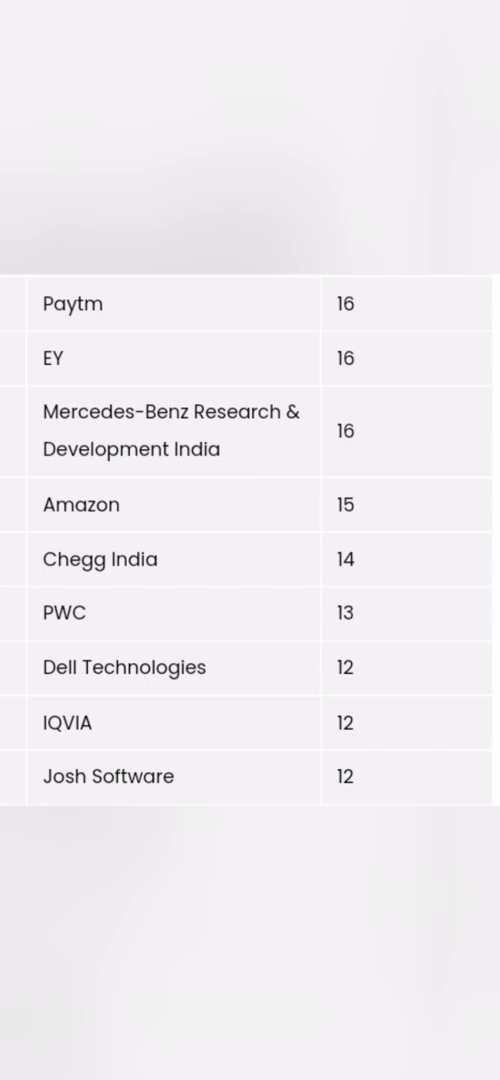 Paytm 16
EY 16
Mercedes-Benz Research &
Development India 16
Amazon 15
Chegg India 14
PWC 13
Dell Technologies 12
IQVIA 12
Josh Software 12